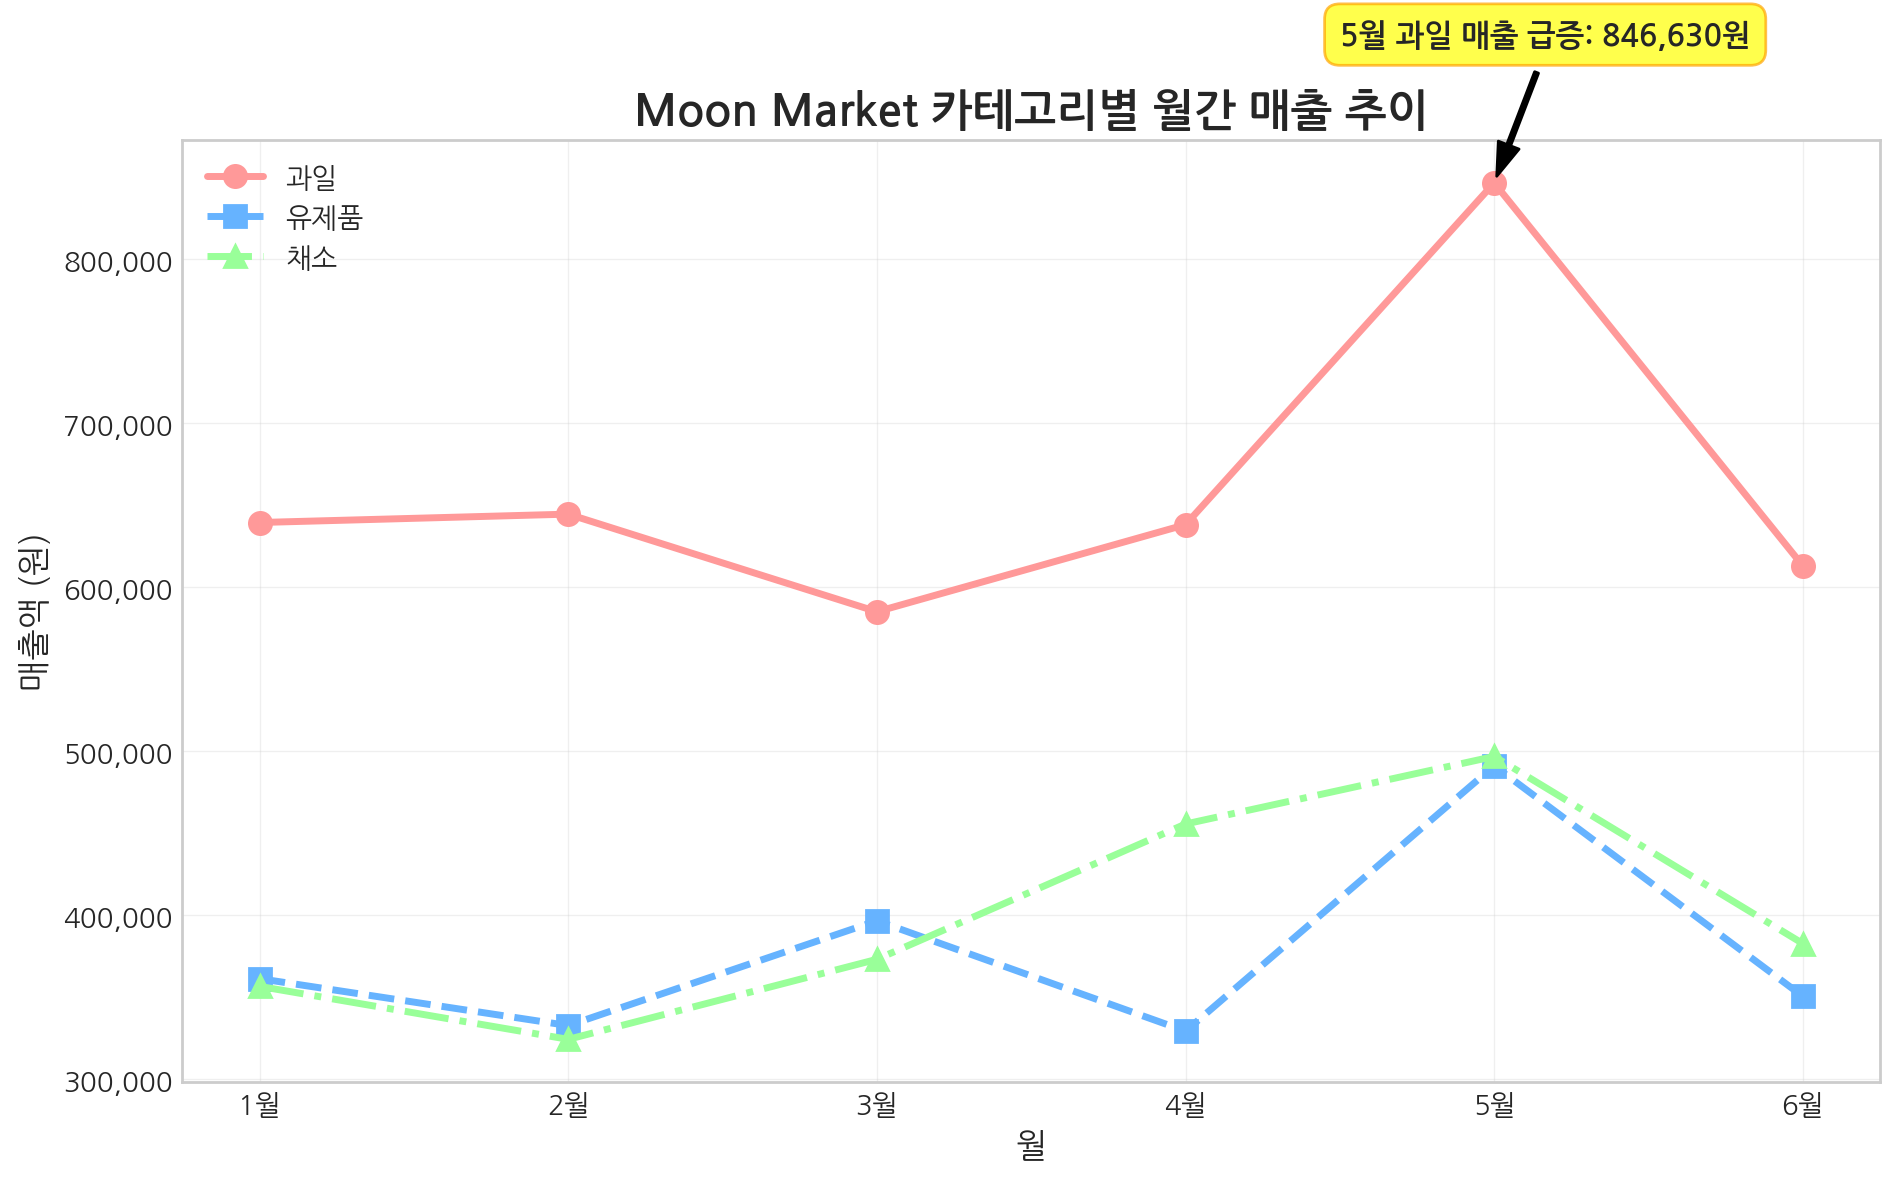 5월 과일 매출 급증: 846,630원
Moon Market 카테고리별 월간 매출 추이
과일
유제품
채소
매출액 (원)
800,000
700,000
600,000
500,000
400,000
300,000
1월 2월 3월 4월 5월 6월
월